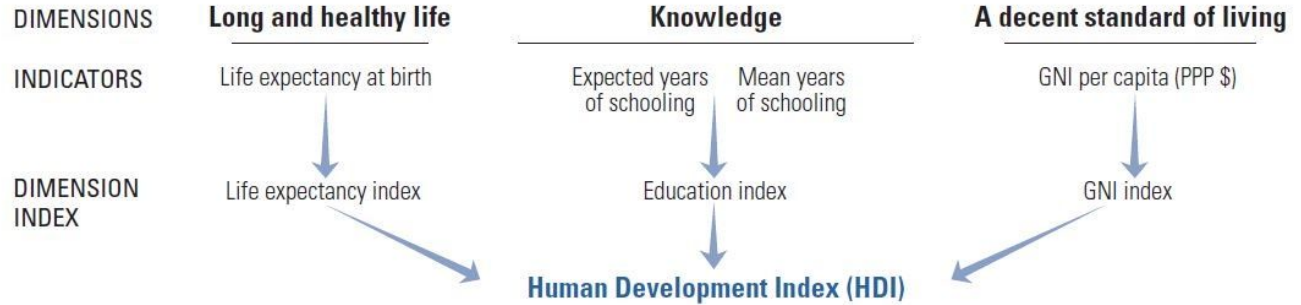 DIMENSIONS Long and healthy life Knowledge A decent standard of living
INDICATORS Life expectancy at birth Expected years of schooling Mean years of schooling GNI per capita (PPP $)
DIMENSION INDEX Life expectancy index Education index GNI index
Human Development Index (HDI)